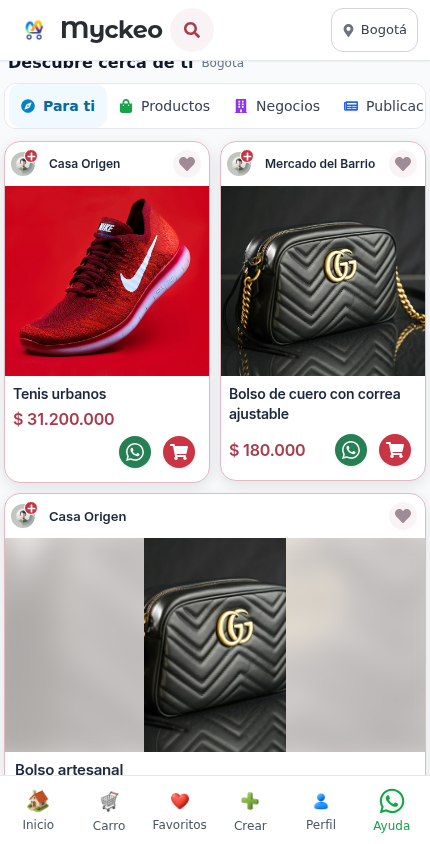 Myckeo
Bogotá
Descubre cerca de ti Bogotá
Para ti Productos Negocios Publicac
Casa Origen
NIKE
Tenis urbanos
$ 31.200.000
Mercado del Barrio
GG
Bolso de cuero con correa
ajustable
$ 180.000
Casa Origen
GG
Bolso artesanal
Inicio Carro Favoritos Crear Perfil Ayuda